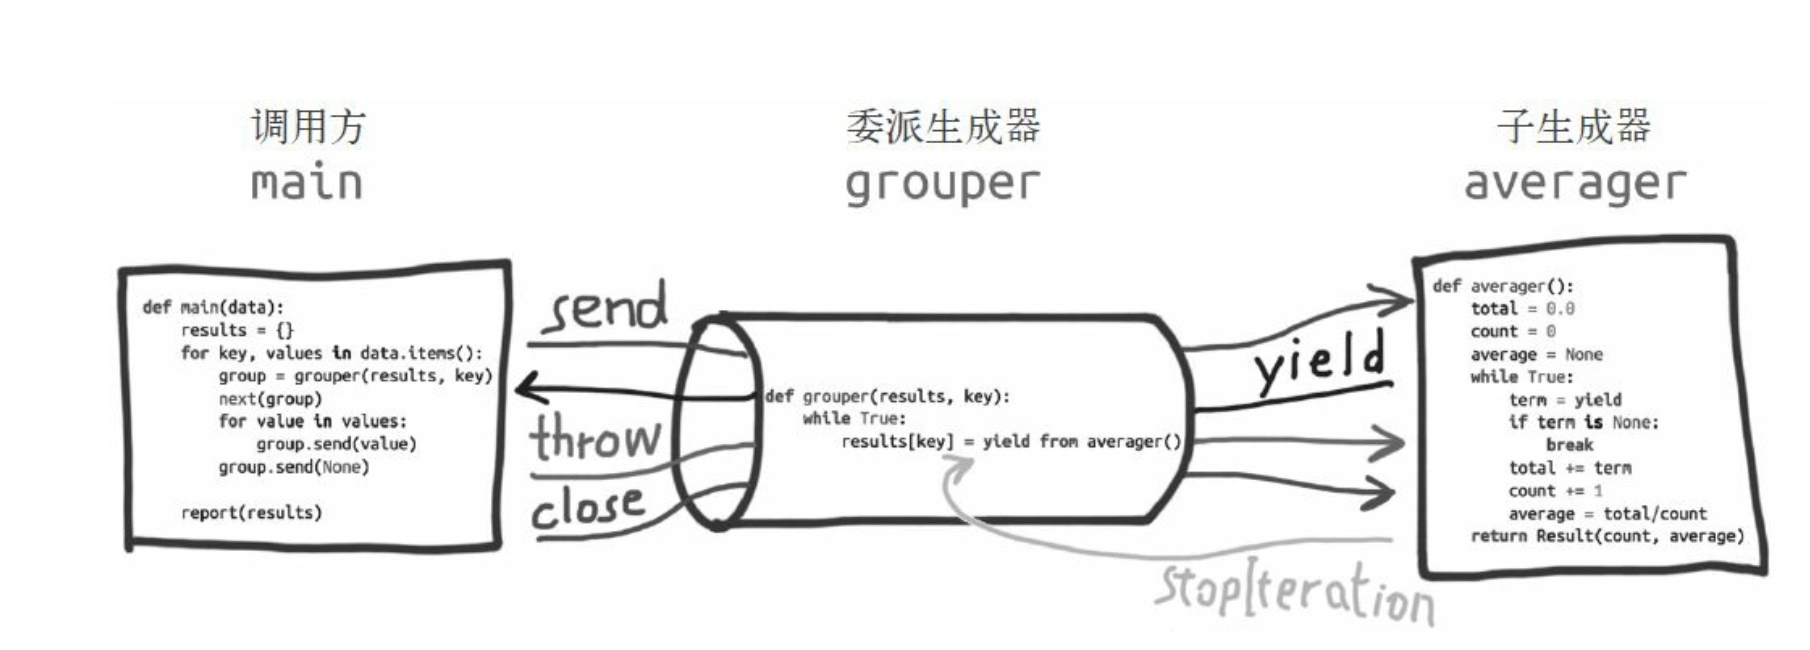 调用方
main
委派生成器
grouper
子生成器
averager
def main(data):
    results = {}
    for key, values in data.items():
        group = grouper(results, key)
        next(group)
        for value in values:
            group.send(value)
        group.send(None)
    report(results)
send
throw
close
def grouper(results, key):
    while True:
        results[key] = yield from averager()
yield
StopIteration
def averager():
    total = 0.0
    count = 0
    average = None
    while True:
        term = yield
        if term is None:
            break
        total += term
        count += 1
        average = total/count
    return Result(count, average)